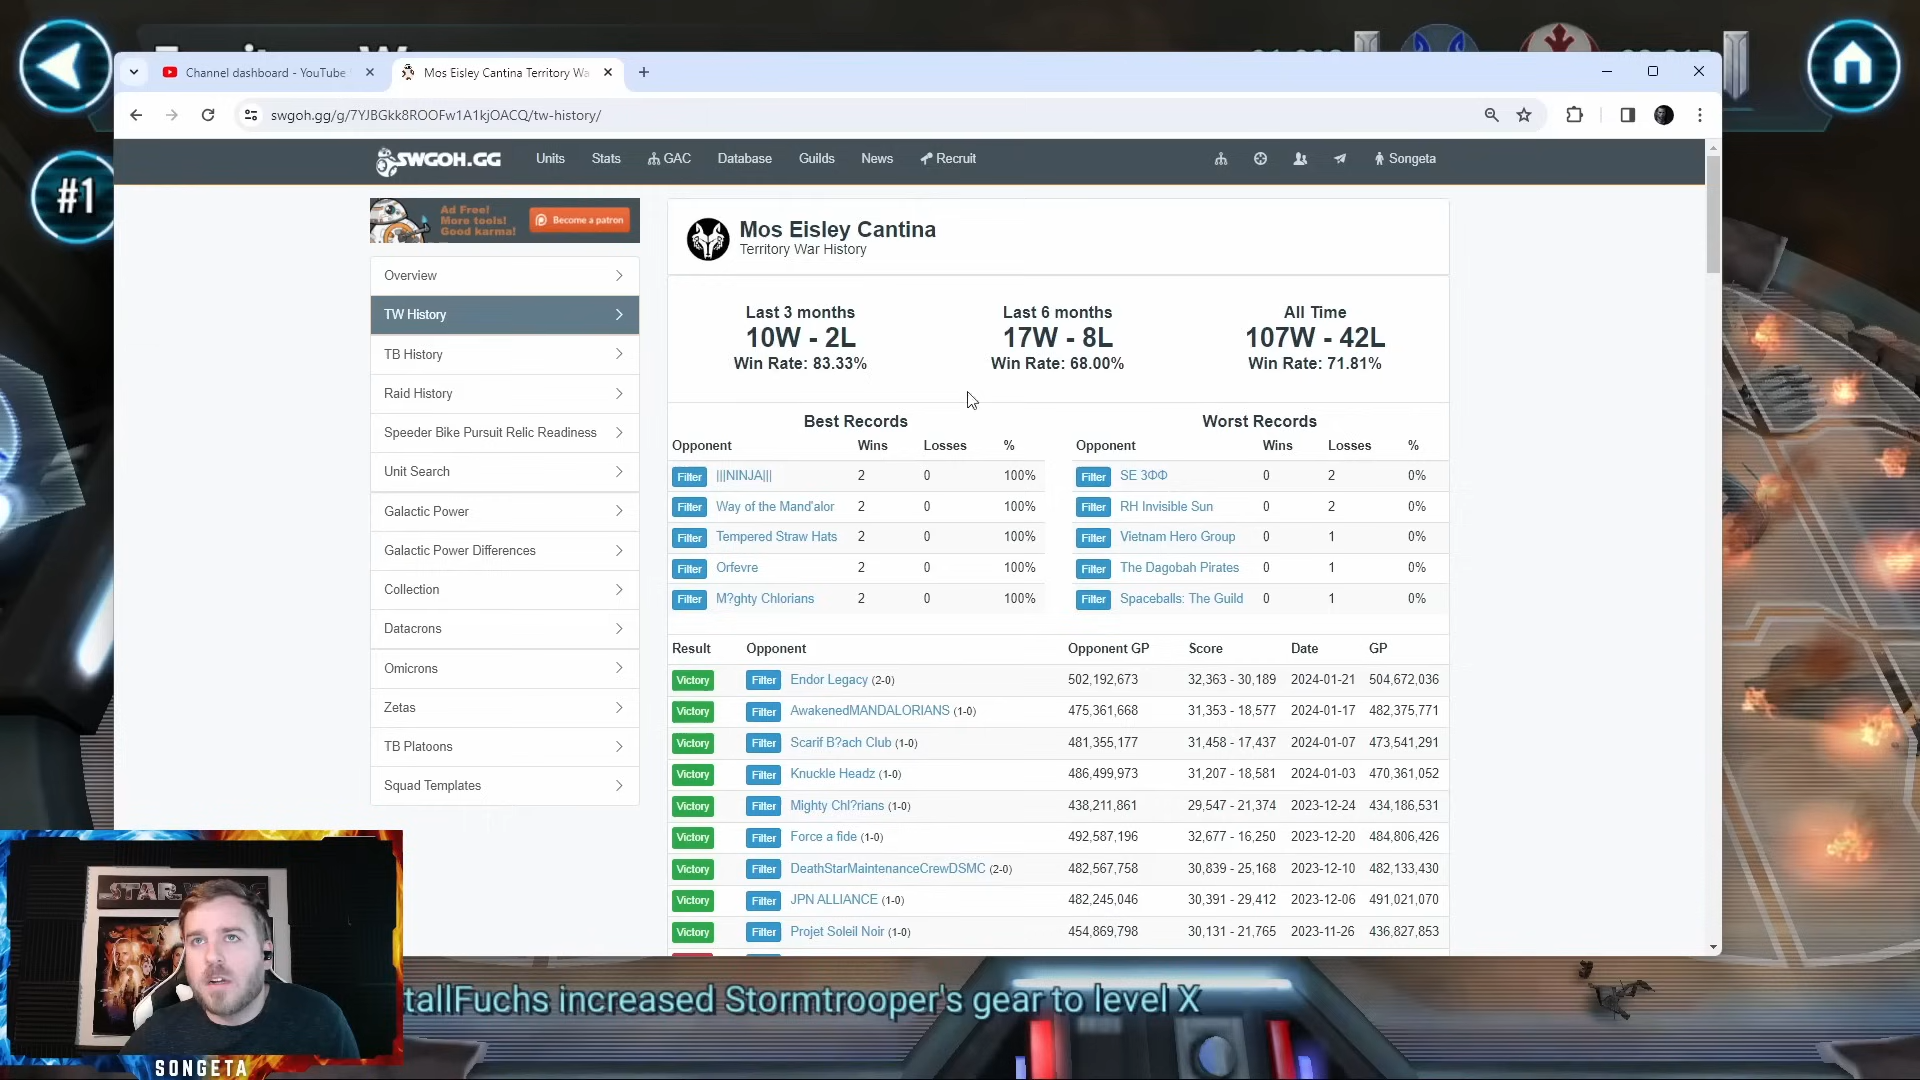 Channel dashboard - YouTube
Mos Eisley Cantina Territory Wa
swgoh.gg/g/7YJBGkk8ROOFw1A1kjOACQ/tw-history/
#1
SWGOH.GG Units Stats GAC Database Guilds News Recruit Songeta
Ad Free!
More tools!
Good karma!
Become a patron
Overview
TW History
TB History
Raid History
Speeder Bike Pursuit Relic Readiness
Unit Search
Galactic Power
Galactic Power Differences
Collection
Datacrons
Omicrons
Zetas
TB Platoons
Squad Templates
Mos Eisley Cantina
Territory War History
Last 3 months Last 6 months All Time
10W - 2L 17W - 8L 107W - 42L
Win Rate: 83.33% Win Rate: 68.00% Win Rate: 71.81%
Best Records
Opponent Wins Losses %
Filter |||NINJA||| 2 0 100%
Filter Way of the Mand'alor 2 0 100%
Filter Tempered Straw Hats 2 0 100%
Filter Orfevre 2 0 100%
Filter M?ghty Chlorians 2 0 100%
Worst Records
Opponent Wins Losses %
Filter SE 3ФФ 0 2 0%
Filter RH Invisible Sun 0 2 0%
Filter Vietnam Hero Group 0 1 0%
Filter The Dagobah Pirates 0 1 0%
Filter Spaceballs: The Guild 0 1 0%
Result Opponent Opponent GP Score Date GP
Victory Filter Endor Legacy (2-0) 502,192,673 32,363 - 30,189 2024-01-21 504,672,036
Victory Filter AwakenedMANDALORIANS (1-0) 475,361,668 31,353 - 18,577 2024-01-17 482,375,771
Victory Filter Scarif B?ach Club (1-0) 481,355,177 31,458 - 17,437 2024-01-07 473,541,291
Victory Filter Knuckle Headz (1-0) 486,499,973 31,207 - 18,581 2024-01-03 470,361,052
Victory Filter Mighty Chl?rians (1-0) 438,211,861 29,547 - 21,374 2023-12-24 434,186,531
Victory Filter Force a fide (1-0) 492,587,196 32,677 - 16,250 2023-12-20 484,806,426
Victory Filter DeathStarMaintenanceCrewDSMC (2-0) 482,567,758 30,839 - 25,168 2023-12-10 482,133,430
Victory Filter JPN ALLIANCE (1-0) 482,245,046 30,391 - 29,412 2023-12-06 491,021,070
Victory Filter Projet Soleil Noir (1-0) 454,869,798 30,131 - 21,765 2023-11-26 436,827,853
tallFuchs increased Stormtrooper's gear to level X
SONGETA